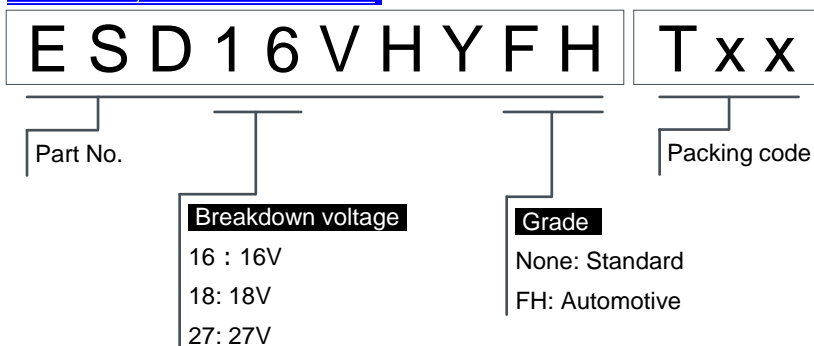 ESD16VHYFH Txx
Part No.
Packing code
Breakdown voltage
16：16V
18: 18V
27: 27V
Grade
None: Standard
FH: Automotive